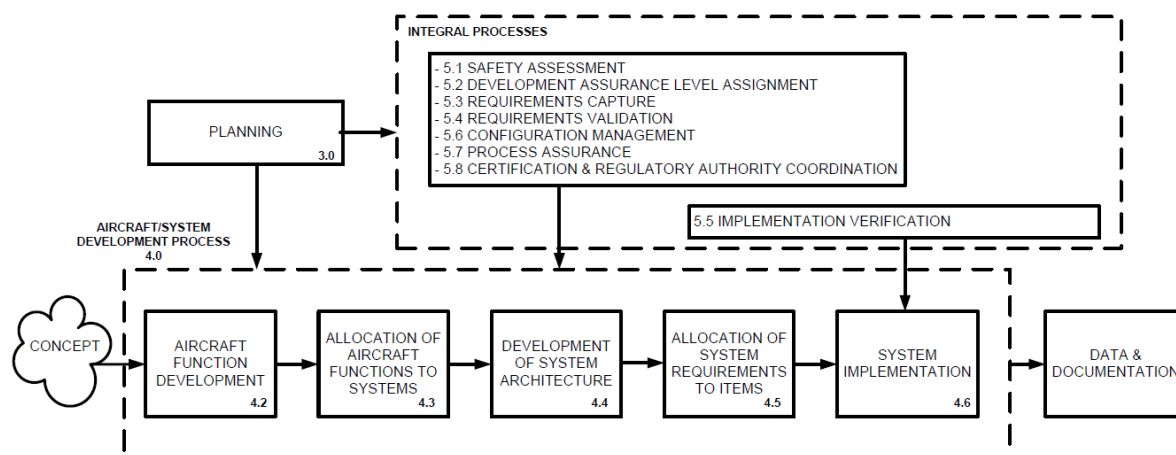 INTEGRAL PROCESSES
- 5.1 SAFETY ASSESSMENT
- 5.2 DEVELOPMENT ASSURANCE LEVEL ASSIGNMENT
- 5.3 REQUIREMENTS CAPTURE
- 5.4 REQUIREMENTS VALIDATION
- 5.6 CONFIGURATION MANAGEMENT
- 5.7 PROCESS ASSURANCE
- 5.8 CERTIFICATION & REGULATORY AUTHORITY COORDINATION
PLANNING
3.0
5.5 IMPLEMENTATION VERIFICATION
AIRCRAFT/SYSTEM
DEVELOPMENT PROCESS
4.0
CONCEPT
AIRCRAFT
FUNCTION
DEVELOPMENT
4.2
ALLOCATION OF
AIRCRAFT
FUNCTIONS TO
SYSTEMS
4.3
DEVELOPMENT
OF SYSTEM
ARCHITECTURE
4.4
ALLOCATION OF
SYSTEM
REQUIREMENTS
TO ITEMS
4.5
SYSTEM
IMPLEMENTATION
4.6
DATA &
DOCUMENTATION